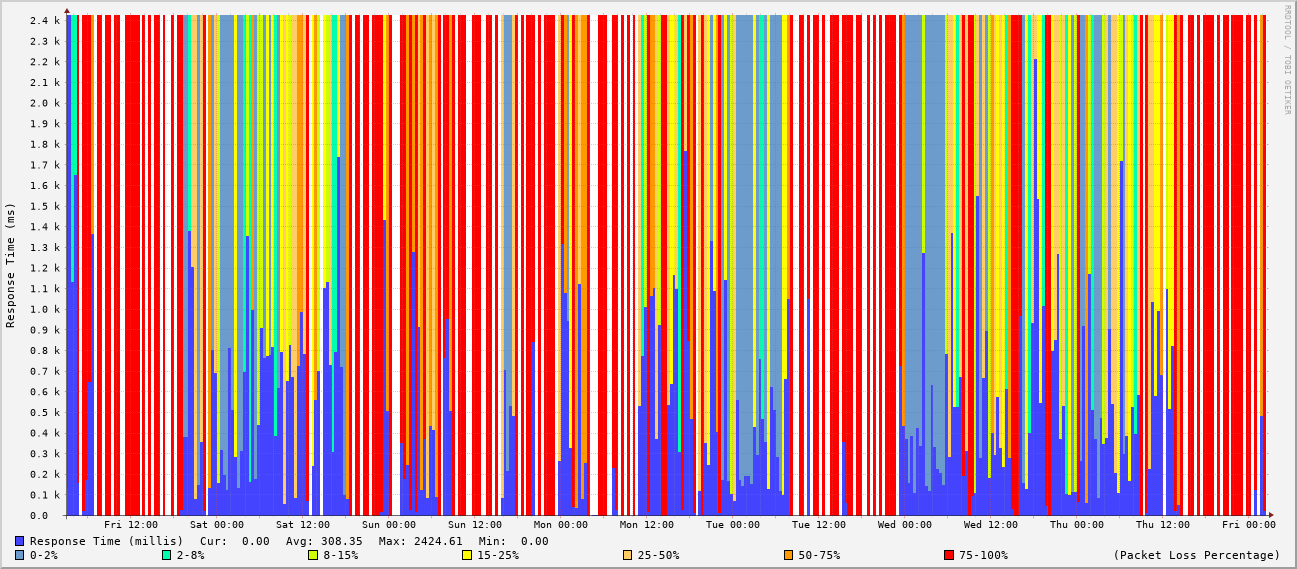 RRDTOOL / TOBI OETIKER
Response Time (ms)
2.4 k
2.3 k
2.2 k
2.1 k
2.0 k
1.9 k
1.8 k
1.7 k
1.6 k
1.5 k
1.4 k
1.3 k
1.2 k
1.1 k
1.0 k
0.9 k
0.8 k
0.7 k
0.6 k
0.5 k
0.4 k
0.3 k
0.2 k
0.1 k
0.0
Fri 12:00 Sat 00:00 Sat 12:00 Sun 00:00 Sun 12:00 Mon 00:00 Mon 12:00 Tue 00:00 Tue 12:00 Wed 00:00 Wed 12:00 Thu 00:00 Thu 12:00 Fri 00:00
Response Time (millis) Cur: 0.00 Avg: 308.35 Max: 2424.61 Min: 0.00
0-2% 2-8% 8-15% 15-25% 25-50% 50-75% 75-100% (Packet Loss Percentage)